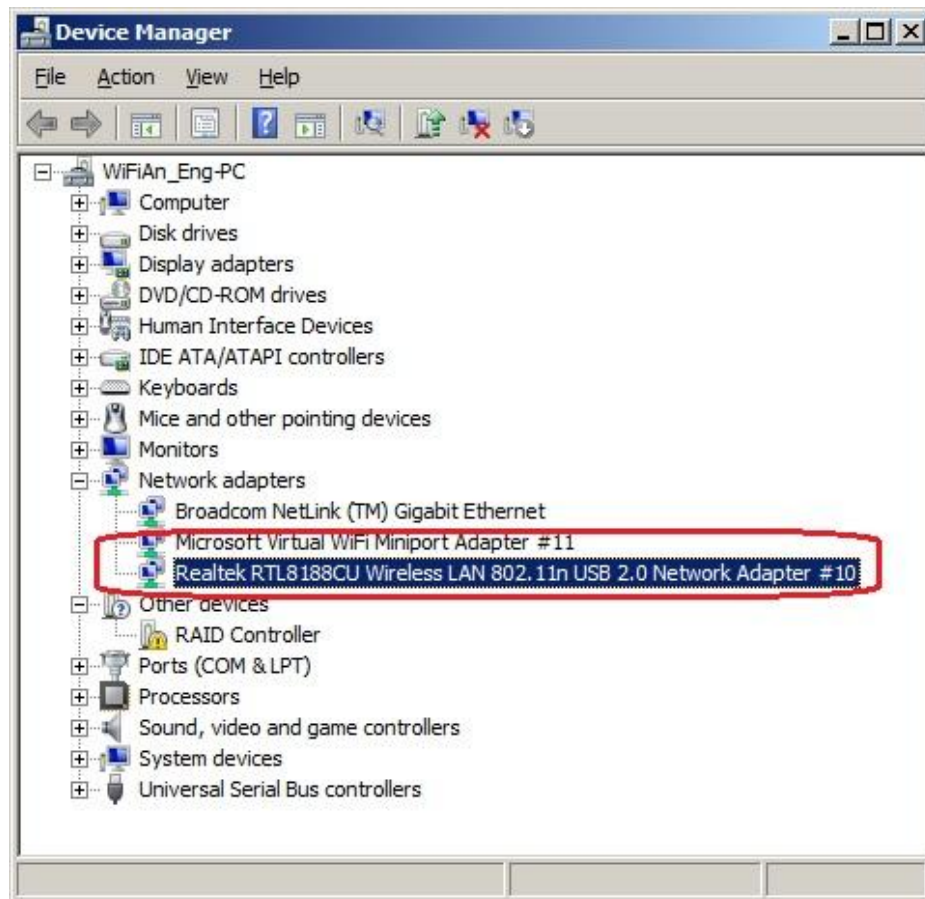 Device Manager
File Action View Help
WiFiAn_Eng-PC
Computer
Disk drives
Display adapters
DVD/CD-ROM drives
Human Interface Devices
IDE ATA/ATAPI controllers
Keyboards
Mice and other pointing devices
Monitors
Network adapters
Broadcom NetLink (TM) Gigabit Ethernet
Microsoft Virtual WiFi Miniport Adapter #11
Realtek RTL8188CU Wireless LAN 802.11n USB 2.0 Network Adapter #10
Other devices
RAID Controller
Ports (COM & LPT)
Processors
Sound, video and game controllers
System devices
Universal Serial Bus controllers